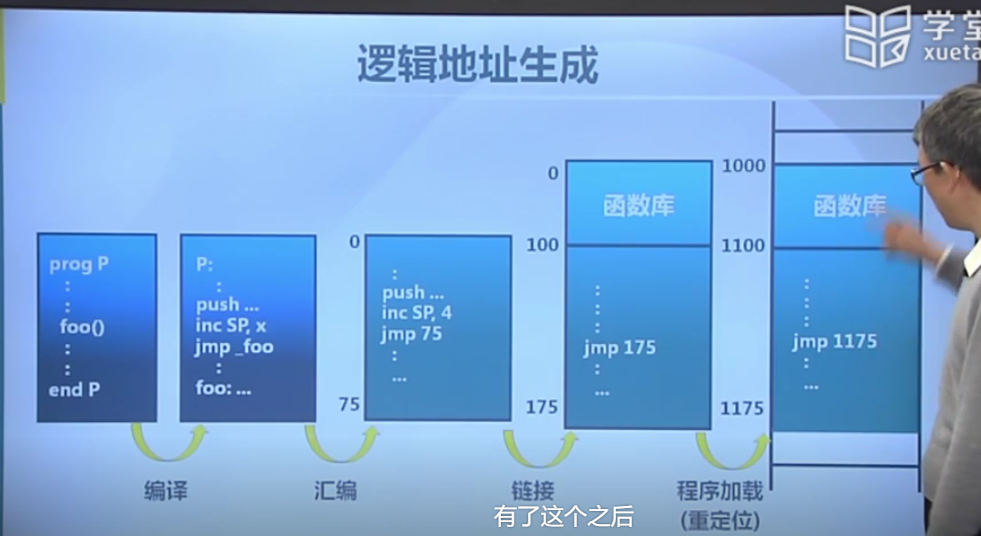 逻辑地址生成
prog P
:
:
foo()
:
:
end P
P:
:
push ...
inc SP, x
jmp _foo
:
foo: ...
0
:
push ...
inc SP, 4
jmp 75
:
...
75
0
函数库
100
:
:
:
jmp 175
:
...
175
1000
函数库
1100
:
:
:
jmp 1175
:
...
1175
编译
汇编
链接
程序加载
(重定位)
有了这个之后
学堂
xueta